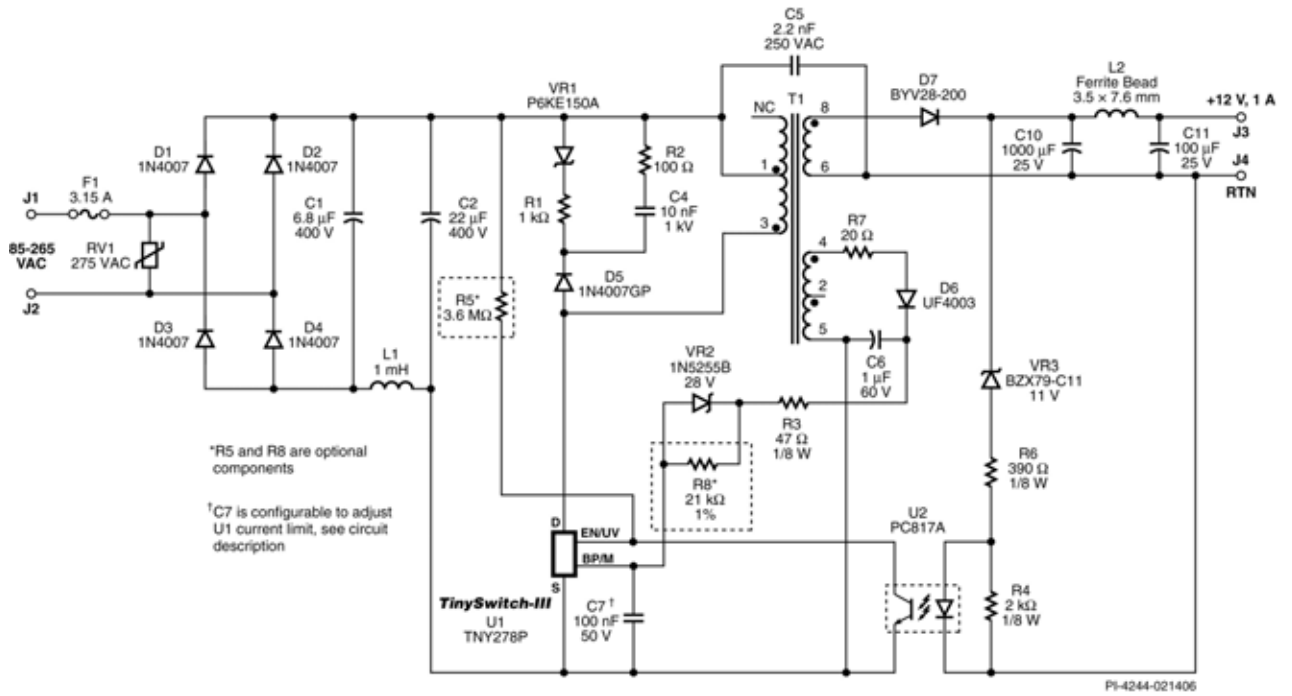 C5
2.2 nF
250 VAC
D7
BYV28-200
L2
Ferrite Bead
3.5 × 7.6 mm
+12 V, 1 A
J3
J4
RTN
VR1
P6KE150A
NC
T1
8
6
1
3
4
2
5
C10
1000 µF
25 V
C11
100 µF
25 V
D1
1N4007
D2
1N4007
R2
100 Ω
F1
3.15 A
J1
85-265
VAC
J2
RV1
275 VAC
C1
6.8 µF
400 V
C2
22 µF
400 V
R1
1 kΩ
C4
10 nF
1 kV
R7
20 Ω
D5
1N4007GP
D6
UF4003
R5*
3.6 MΩ
D3
1N4007
D4
1N4007
L1
1 mH
VR2
1N5255B
28 V
C6
1 µF
60 V
VR3
BZX79-C11
11 V
R3
47 Ω
1/8 W
*R5 and R8 are optional
components
R8*
21 kΩ
1%
R6
390 Ω
1/8 W
†C7 is configurable to adjust
U1 current limit, see circuit
description
U2
PC817A
D
EN/UV
BP/M
S
TinySwitch-III
U1
TNY278P
C7†
100 nF
50 V
R4
2 kΩ
1/8 W
PI-4244-021406